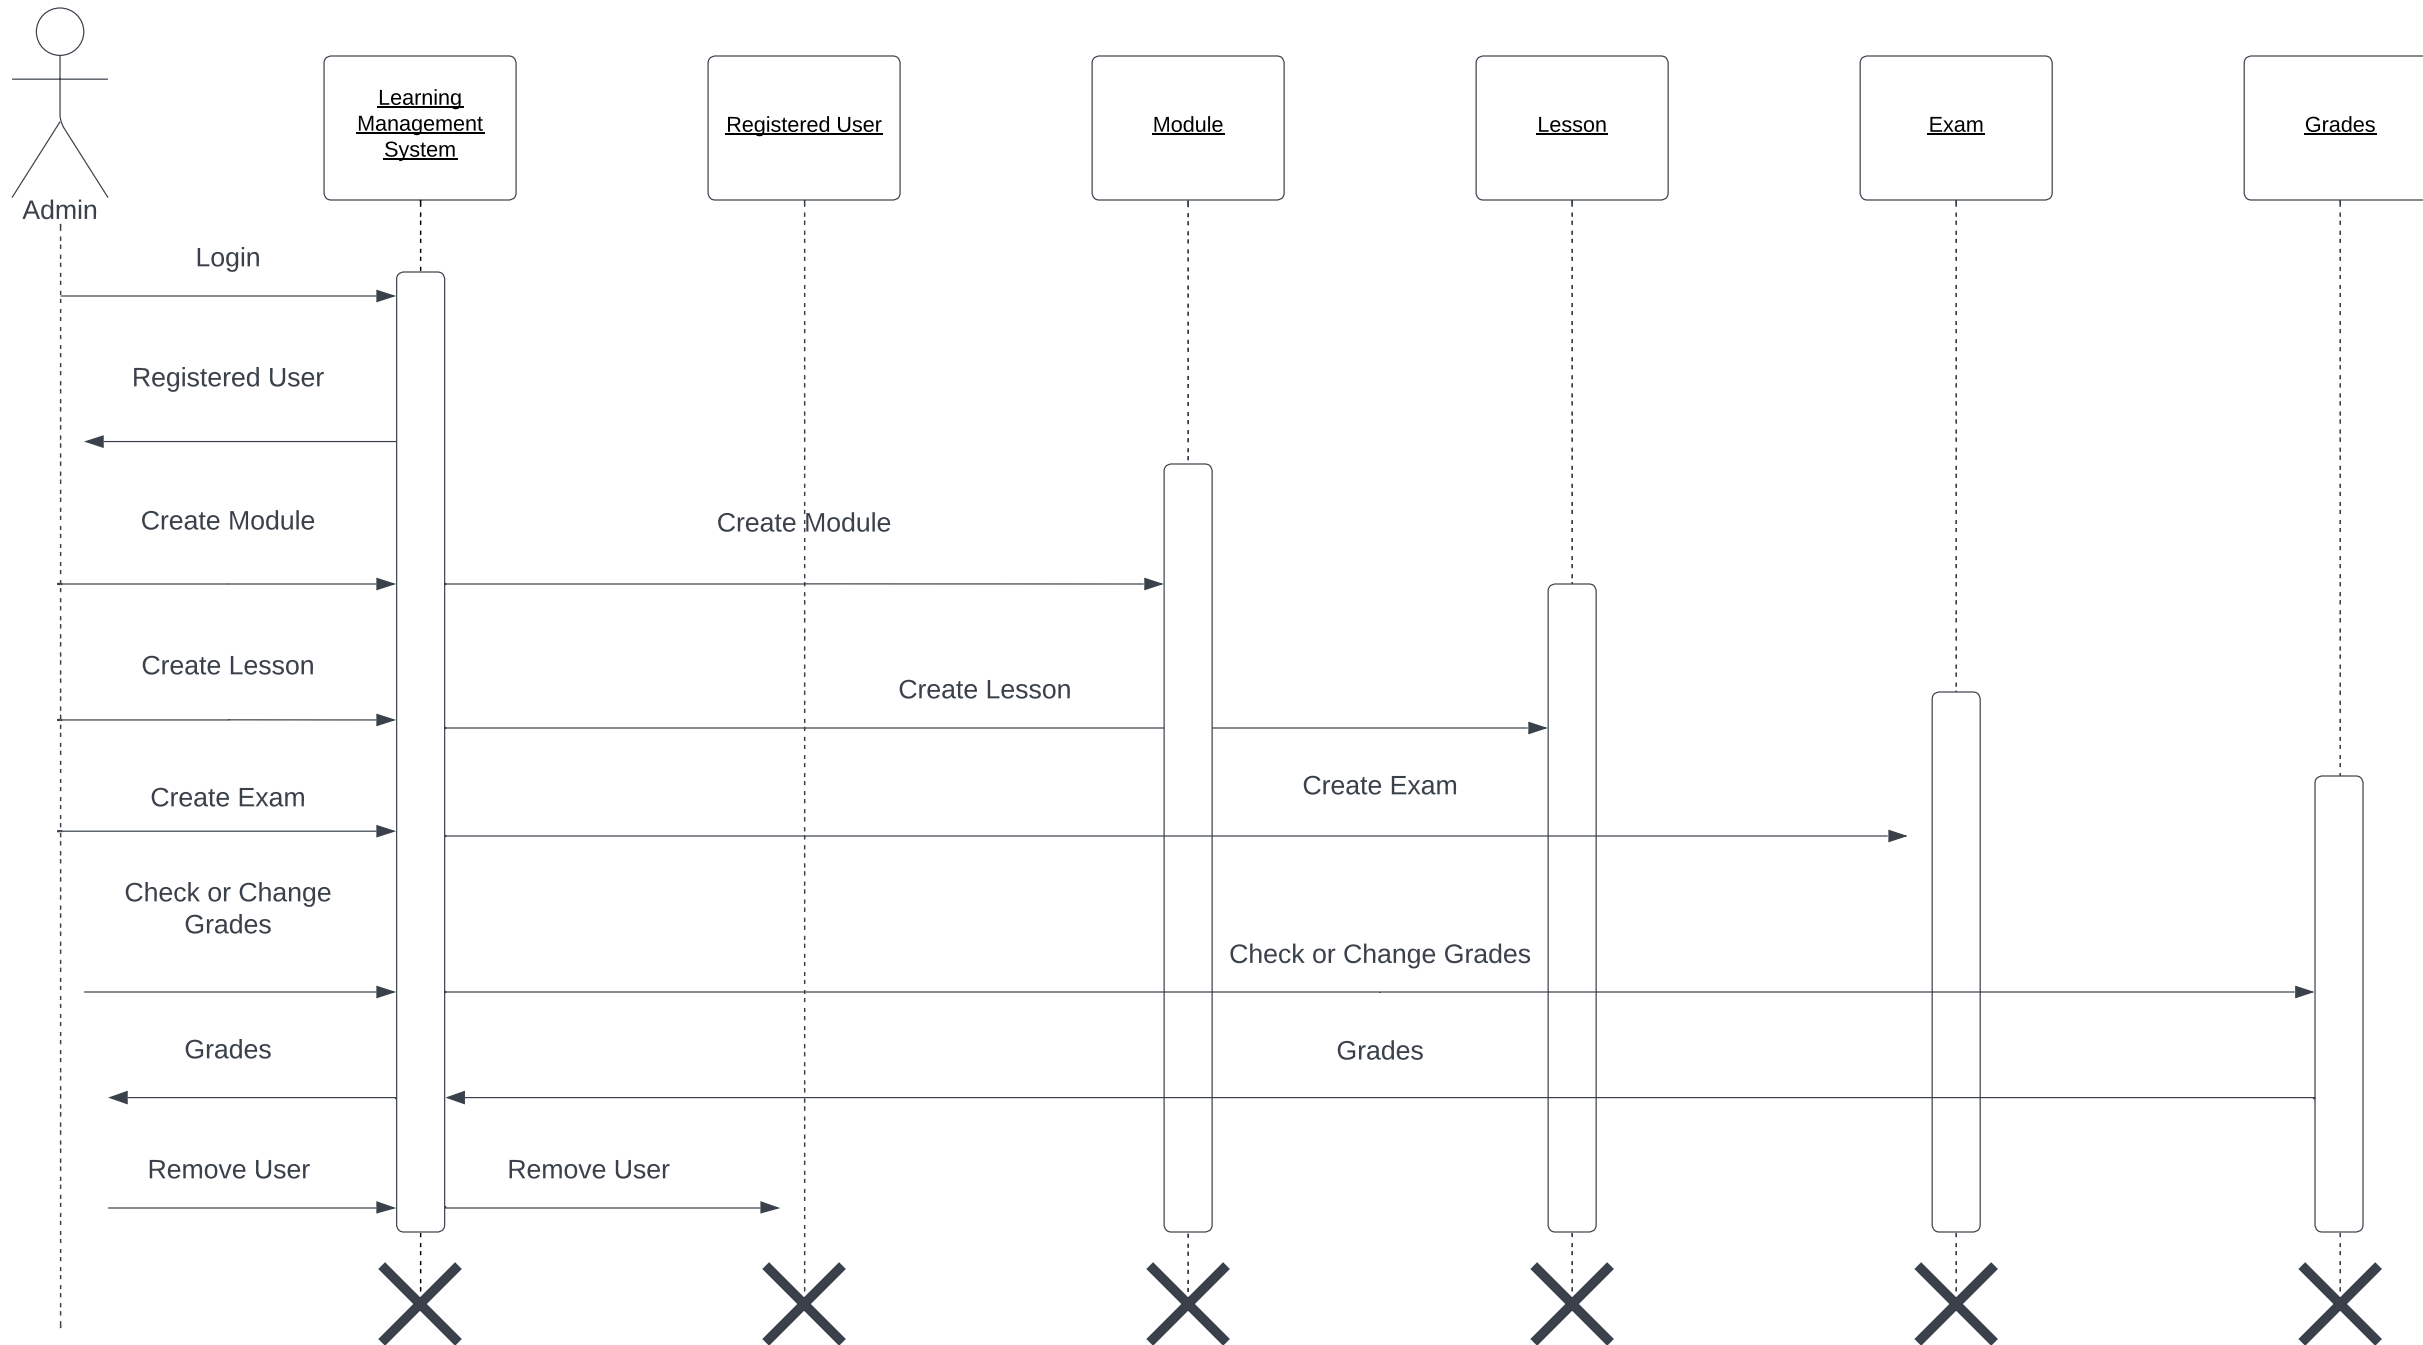 Admin
Learning
Management
System
Registered User
Module
Lesson
Exam
Grades
Login
Registered User
Create Module
Create Module
Create Lesson
Create Lesson
Create Exam
Create Exam
Check or Change
Grades
Check or Change Grades
Grades
Grades
Remove User
Remove User